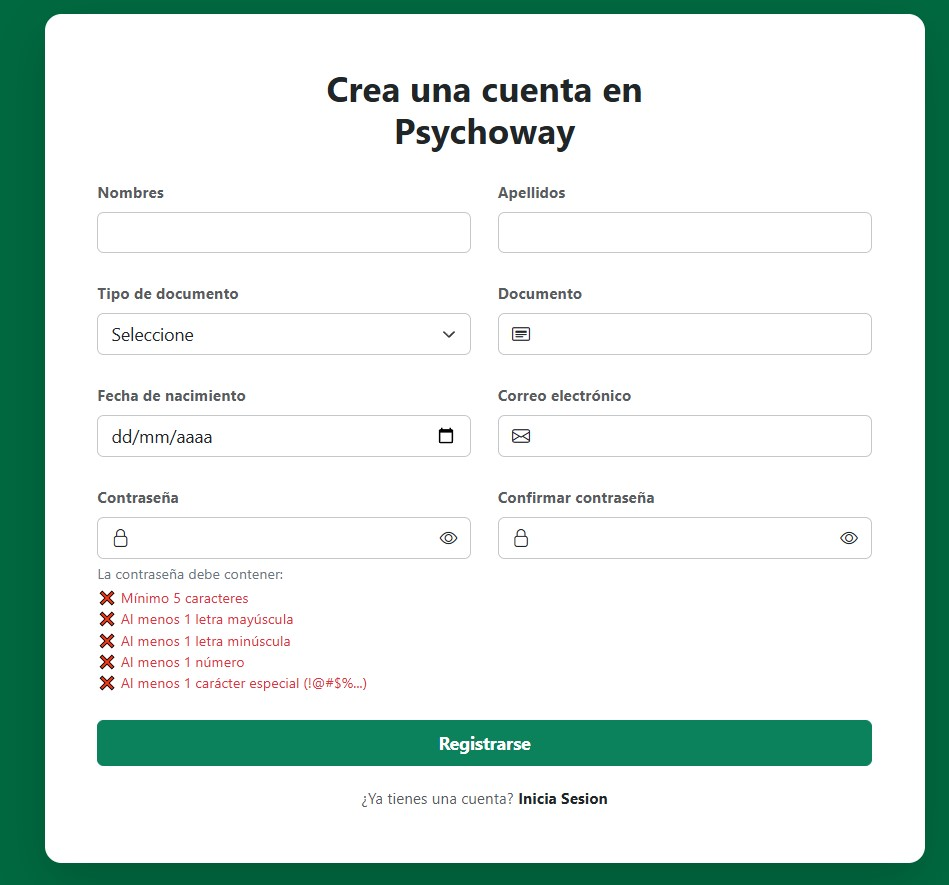 Crea una cuenta en
Psychoway
Nombres
Apellidos
Tipo de documento
Documento
Seleccione
Fecha de nacimiento
Correo electrónico
dd/mm/aaaa
Contraseña
Confirmar contraseña
La contraseña debe contener:
❌ Mínimo 5 caracteres
❌ Al menos 1 letra mayúscula
❌ Al menos 1 letra minúscula
❌ Al menos 1 número
❌ Al menos 1 carácter especial (!@#$%...)
Registrarse
¿Ya tienes una cuenta? Inicia Sesion